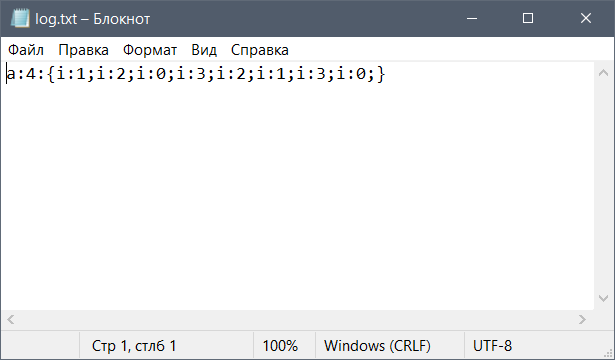 log.txt – Блокнот
Файл Правка Формат Вид Справка
a:4:{i:1;i:2;i:0;i:3;i:2;i:1;i:3;i:0;}
Стр 1, стлб 1 100% Windows (CRLF) UTF-8